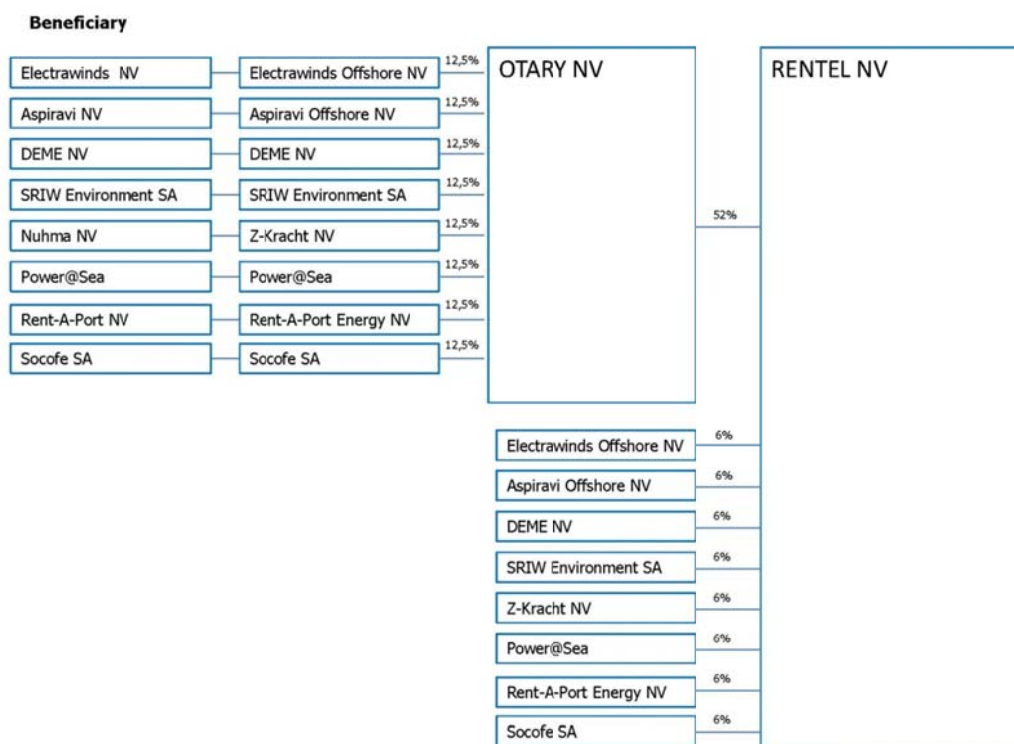 Beneficiary
Electrawinds NV
Electrawinds Offshore NV
12,5%
OTARY NV
RENTEL NV
Aspiravi NV
Aspiravi Offshore NV
12,5%
DEME NV
DEME NV
12,5%
SRIW Environment SA
SRIW Environment SA
12,5%
52%
Nuhma NV
Z-Kracht NV
12,5%
Power@Sea
Power@Sea
12,5%
Rent-A-Port NV
Rent-A-Port Energy NV
12,5%
Socofe SA
Socofe SA
12,5%
Electrawinds Offshore NV
6%
Aspiravi Offshore NV
6%
DEME NV
6%
SRIW Environment SA
6%
Z-Kracht NV
6%
Power@Sea
6%
Rent-A-Port Energy NV
6%
Socofe SA
6%